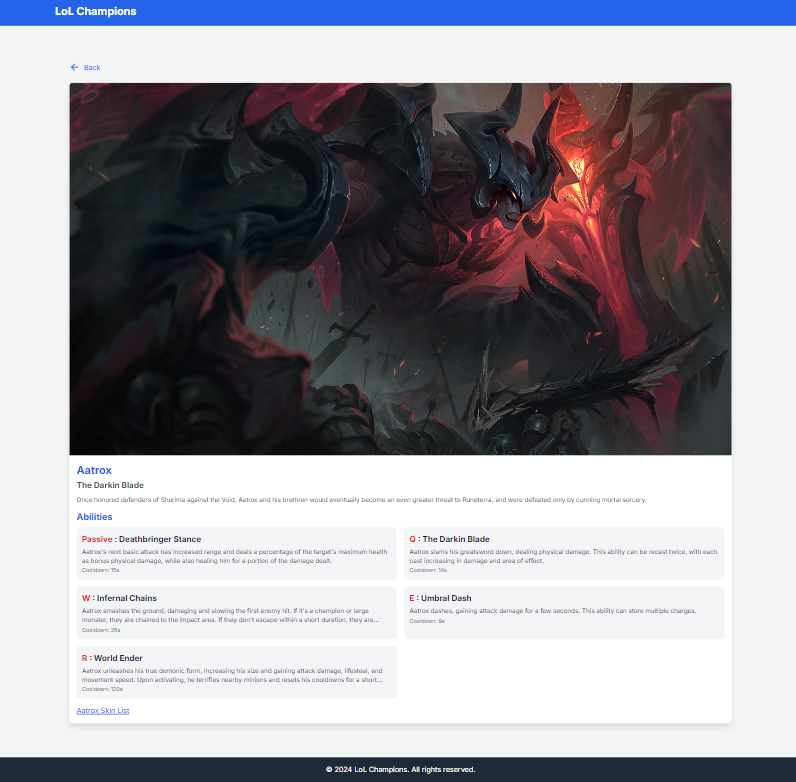 LoL Champions
Back
Aatrox
The Darkin Blade
Once honored defenders of Shurima against the Void, Aatrox and his brethren would eventually become an even greater threat to Runeterra, and were defeated only by cunning mortal sorcery.
Abilities
Passive : Deathbringer Stance
Aatrox's next basic attack has increased range and deals a percentage of the target's maximum health
as bonus physical damage, while also healing him for a portion of the damage dealt.
Cooldown: 15s
Q : The Darkin Blade
Aatrox slams his greatsword down, dealing physical damage. This ability can be recast twice, with each
cast increasing in damage and area of effect.
Cooldown: 14s
W : Infernal Chains
Aatrox smashes the ground, damaging and slowing the first enemy hit. If it's a champion or large
monster, they are chained to the impact area. If they don't escape within a short duration, they are...
Cooldown: 26s
E : Umbral Dash
Aatrox dashes, gaining attack damage for a few seconds. This ability can store multiple charges.
Cooldown: 9s
R : World Ender
Aatrox unleashes his true demonic form, increasing his size and gaining attack damage, lifesteal, and
movement speed. Upon activating, he terrifies nearby minions and resets his cooldowns for a short...
Cooldown: 120s
Aatrox Skin List
© 2024 LoL Champions. All rights reserved.